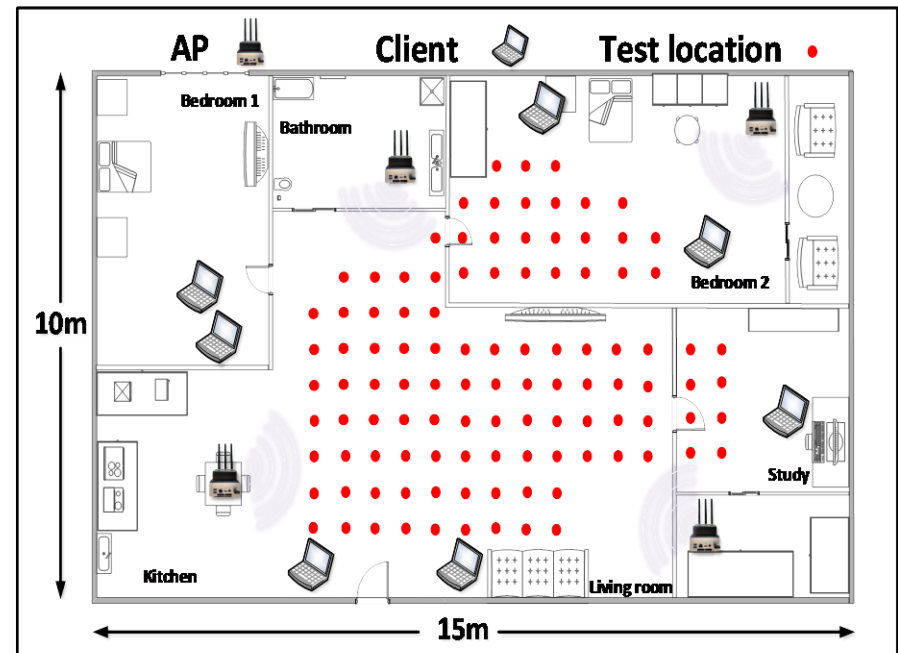 AP Client Test location
Bedroom 1
Bathroom
Bedroom 2
10m
Study
Kitchen
Living room
15m